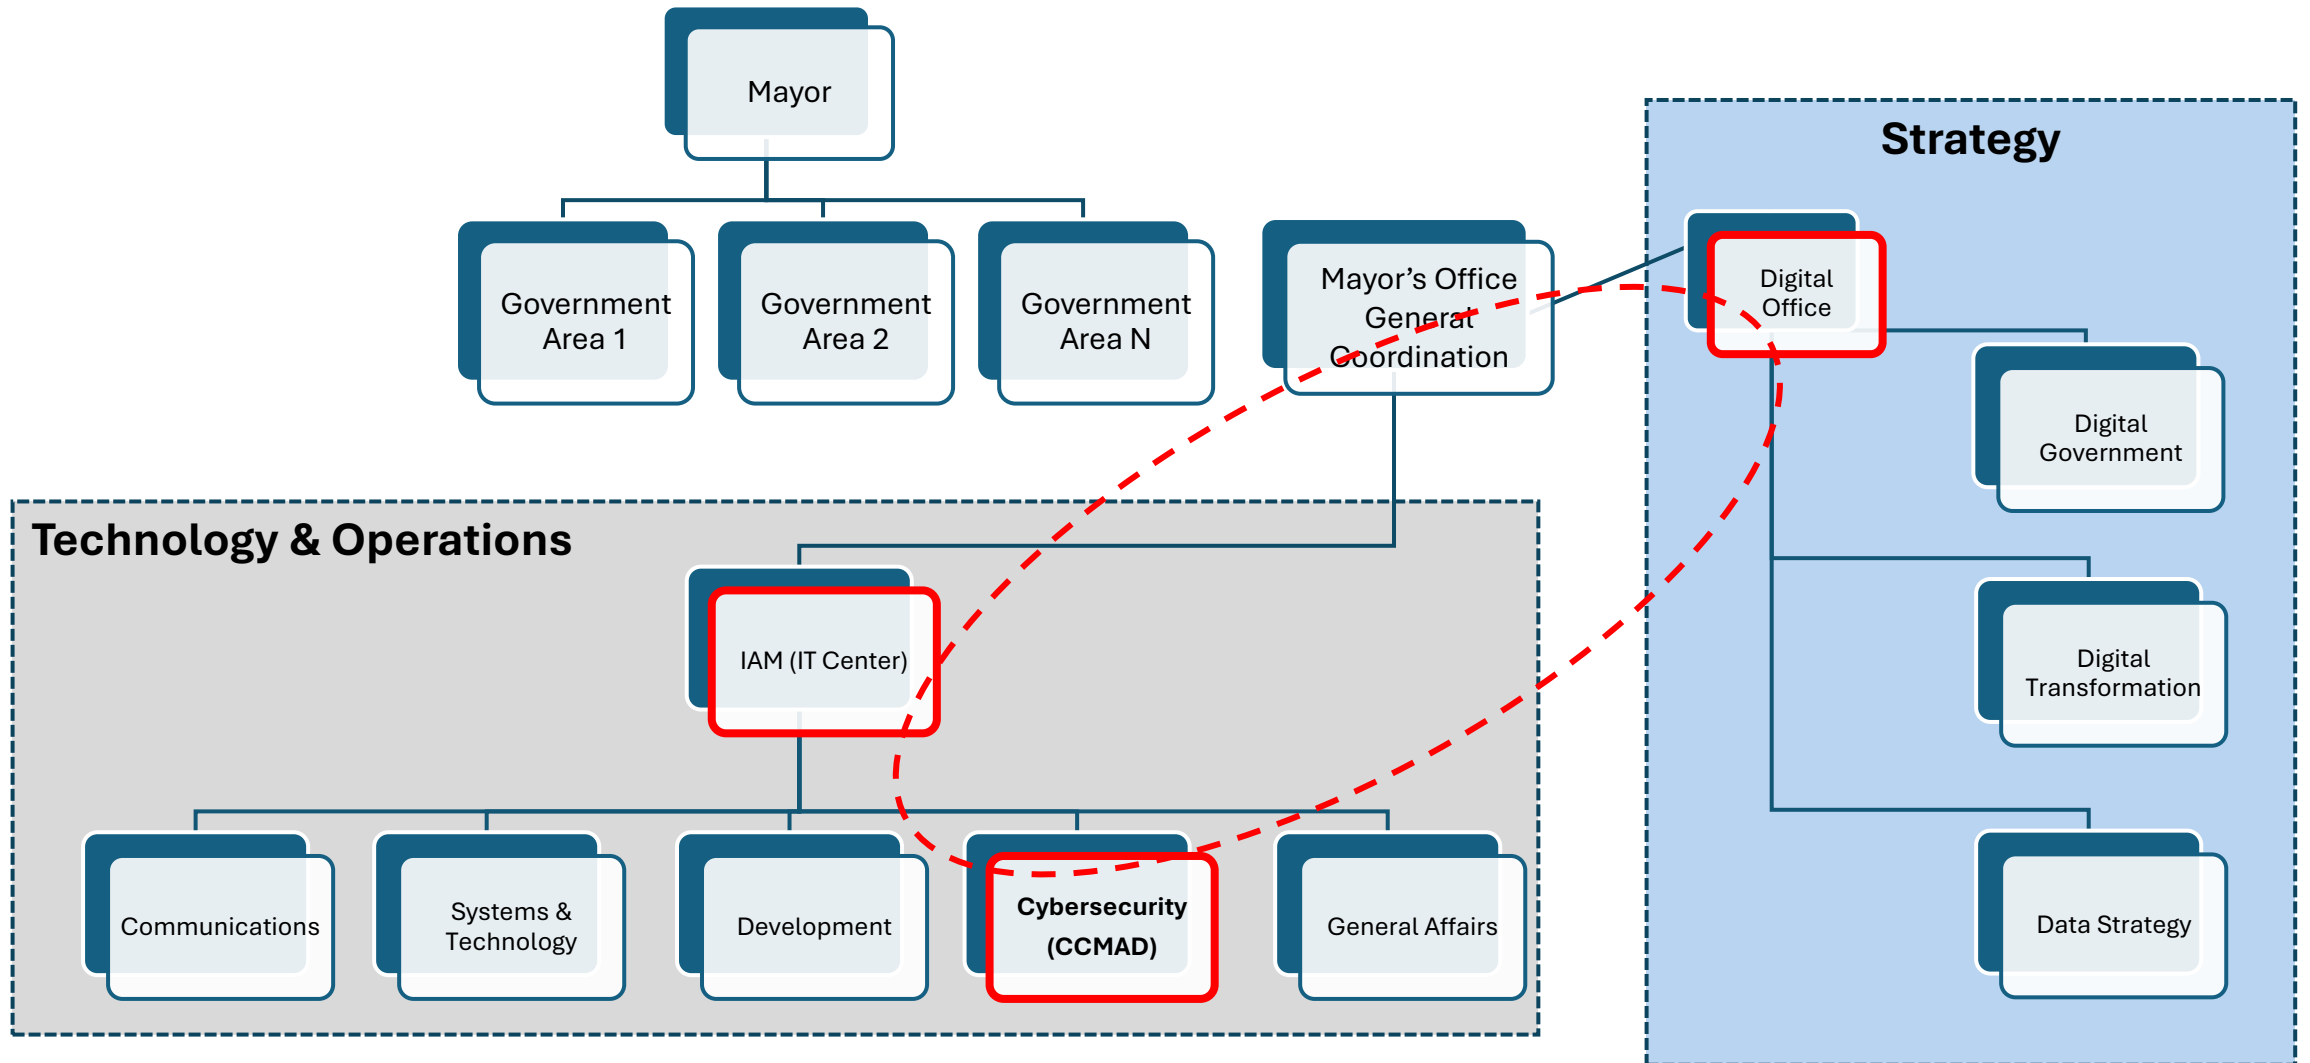 Mayor
Strategy
Government
Area 1
Government
Area 2
Government
Area N
Mayor’s Office
General
Coordination
Digital
Office
Digital
Government
Technology & Operations
IAM (IT Center)
Digital
Transformation
Communications
Systems &
Technology
Development
Cybersecurity
(CCMAD)
General Affairs
Data Strategy